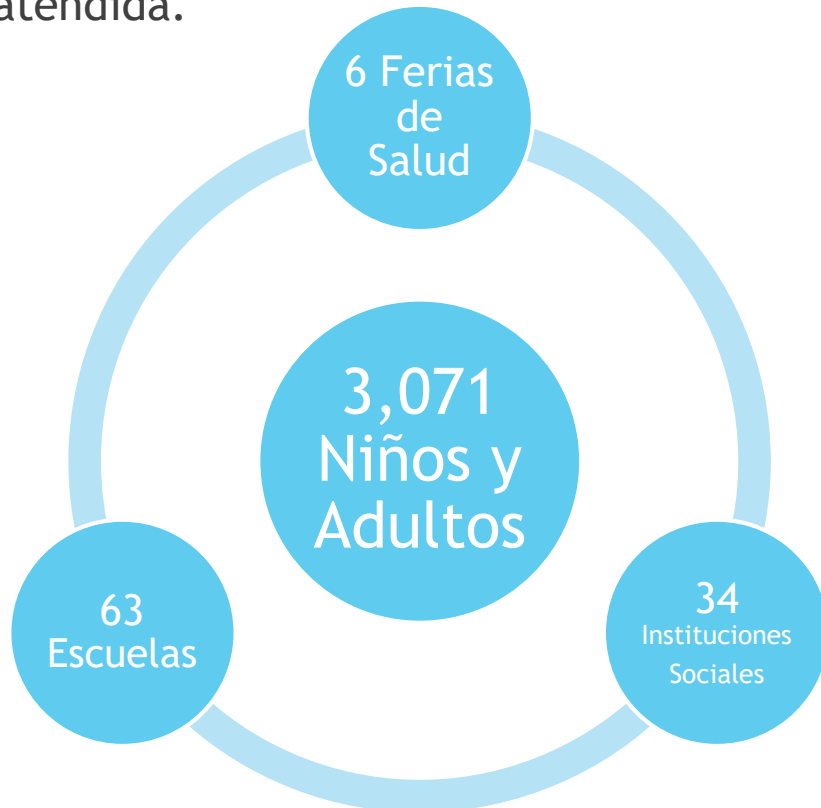 atendida.
6 Ferias
de
Salud
3,071
Niños y
Adultos
63
Escuelas
34
Instituciones
Sociales